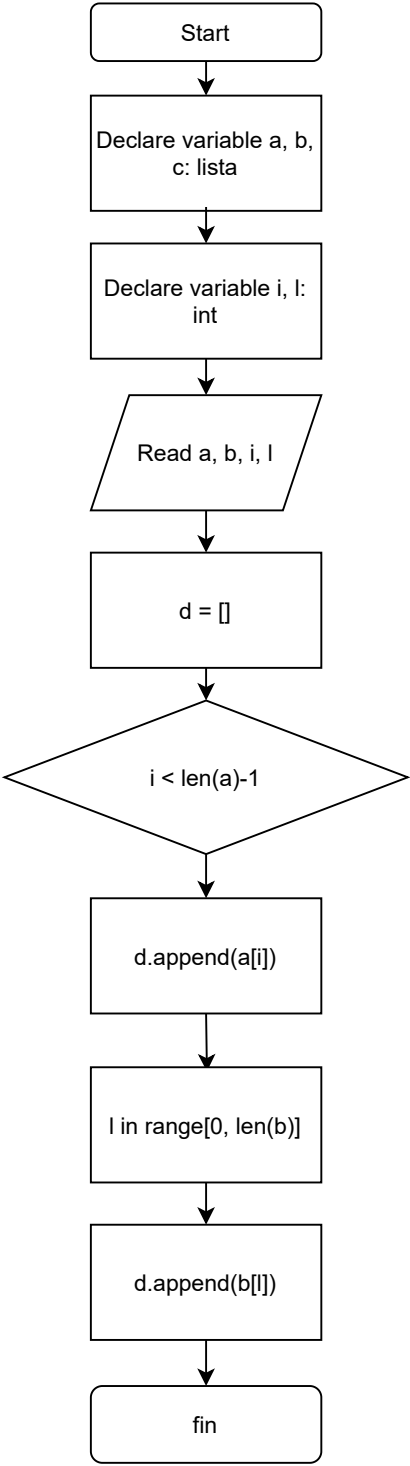 Start
Declare variable a, b,
c: lista
Declare variable i, l:
int
Read a, b, i, l
d = []
i < len(a)-1
d.append(a[i])
l in range[0, len(b)]
d.append(b[l])
fin